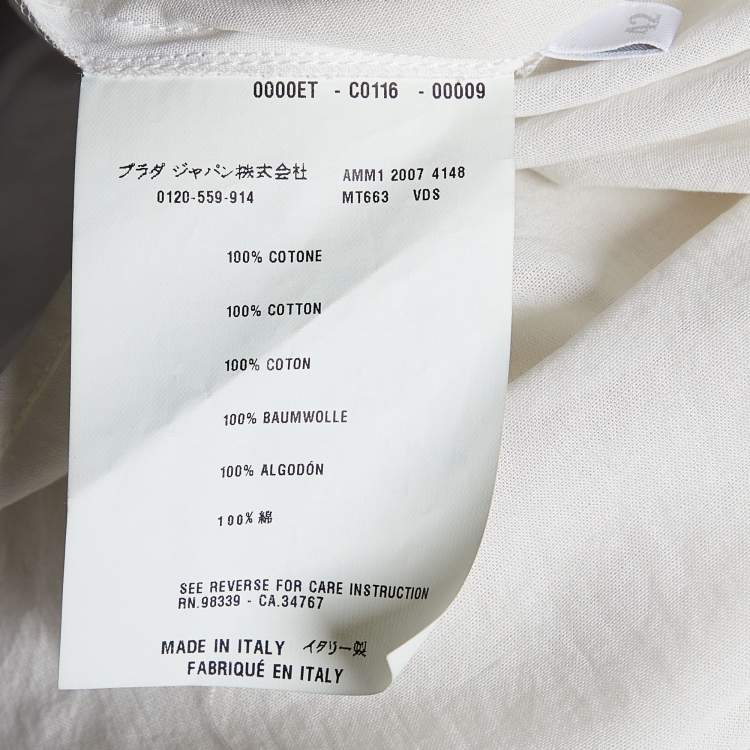 42
0000ET - C0116 - 00009
プラダ ジャパン株式会社 AMM1 2007 4148
0120-559-914 MT663 VDS
100% COTONE
100% COTTON
100% COTON
100% BAUMWOLLE
100% ALGODÓN
100% 綿
SEE REVERSE FOR CARE INSTRUCTION
RN.98339 - CA.34767
MADE IN ITALY イタリー製
FABRIQUÉ EN ITALY